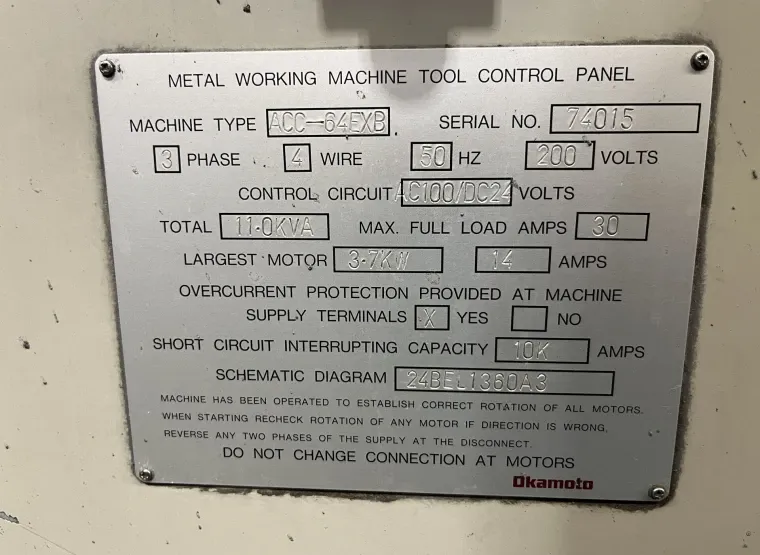 METAL WORKING MACHINE TOOL CONTROL PANEL
MACHINE TYPE ACC-64EXB SERIAL NO. 74015
3 PHASE 4 WIRE 50 HZ 200 VOLTS
CONTROL CIRCUIT AC100/DC24 VOLTS
TOTAL 11.0KVA MAX. FULL LOAD AMPS 30
LARGEST MOTOR 3.7KW 14 AMPS
OVERCURRENT PROTECTION PROVIDED AT MACHINE
SUPPLY TERMINALS X YES NO
SHORT CIRCUIT INTERRUPTING CAPACITY 10K AMPS
SCHEMATIC DIAGRAM 24BEL1360A3
MACHINE HAS BEEN OPERATED TO ESTABLISH CORRECT ROTATION OF ALL MOTORS.
WHEN STARTING RECHECK ROTATION OF ANY MOTOR IF DIRECTION IS WRONG,
REVERSE ANY TWO PHASES OF THE SUPPLY AT THE DISCONNECT.
DO NOT CHANGE CONNECTION AT MOTORS
Okamoto